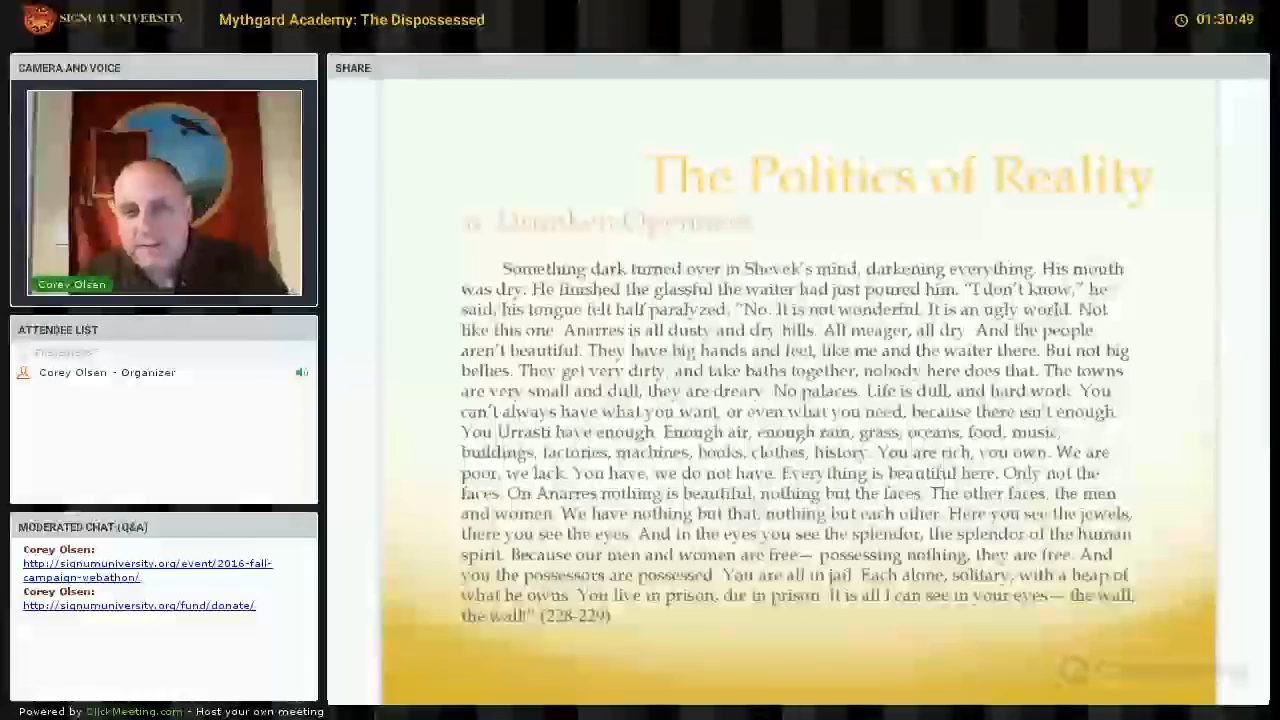 SIGNUM UNIVERSITY
Mythgard Academy: The Dispossessed
01:30:49
CAMERA AND VOICE
Corey Olsen
ATTENDEE LIST
Corey Olsen - Organizer
MODERATED CHAT (Q&A)
Corey Olsen:
http://signumuniversity.org/event/2016-fall-
campaign-webathon/
Corey Olsen:
http://signumuniversity.org/fund/donate/
Powered by ClickMeeting.com - Host your own meeting
SHARE
The Politics of Reality
Something dark turned over in Shevek's mind, darkening everything. His mouth
was dry. He finished the glassful the waiter had just poured him. "I don't know," he
said, his tongue felt half paralyzed, "No. It is not wonderful. It is an ugly world. Not
like this one. Anarres is all dusty and dry hills. All meager, all dry. And the people
aren't beautiful. They have big hands and feet, like me and the waiter there. But not big
bellies. They get very dirty, and take baths together, nobody here does that. The towns
are very small and dull, they are dreary. No palaces. Life is dull, and hard work. You
can't always have what you want, or even what you need, because there isn't enough.
You Urrasti have enough. Enough air, enough rain, grass, oceans, food, music,
buildings, factories, machines, books, clothes, history. You are rich, you own. We are
poor, we lack. You have, we do not have. Everything is beautiful here. Only not the
faces. On Anarres nothing is beautiful, nothing but the faces. The other faces, the men
and women. We have nothing but that, nothing but each other. Here you see the jewels,
there you see the eyes. And in the eyes you see the splendor, the splendor of the human
spirit. Because our men and women are free— possessing nothing, they are free. And
you the possessors are possessed. You are all in jail. Each alone, solitary, with a heap of
what he owns. You live in prison, die in prison. It is all I can see in your eyes— the wall,
the wall!" (228-229)